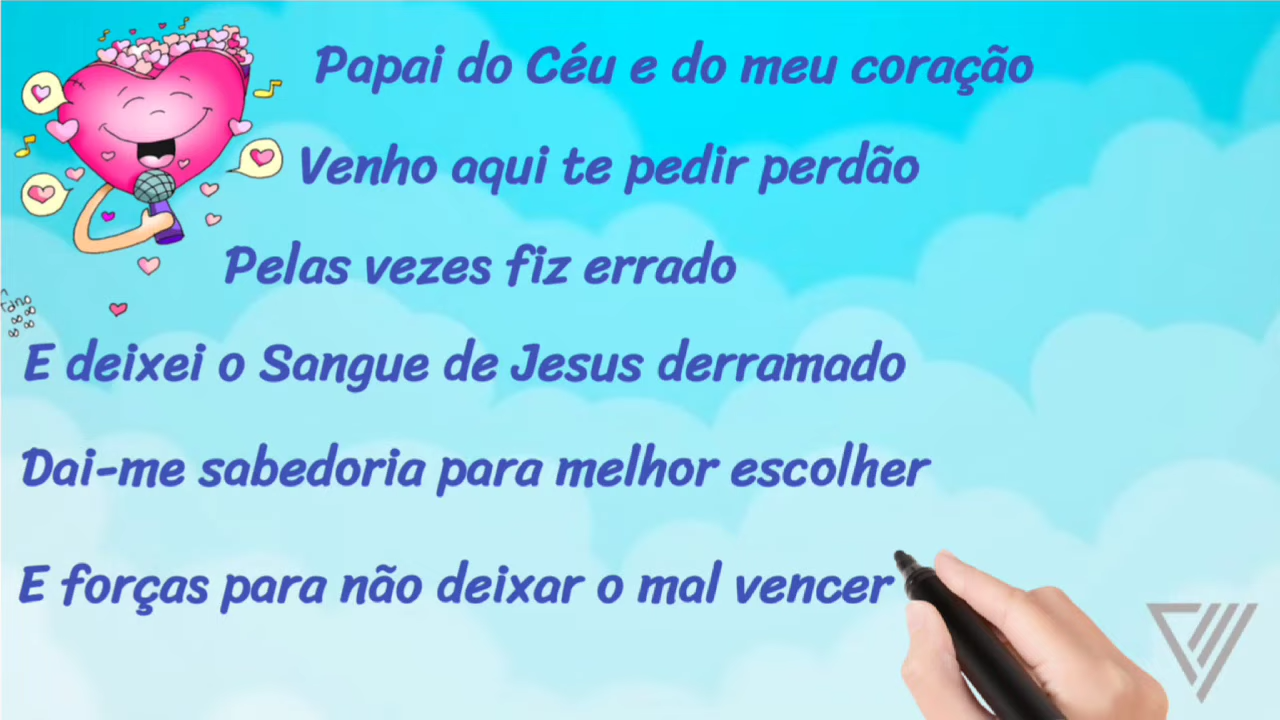 Papai do Céu e do meu coração
Venho aqui te pedir perdão
Pelas vezes fiz errado
E deixei o Sangue de Jesus derramado
Dai-me sabedoria para melhor escolher
E forças para não deixar o mal vencer